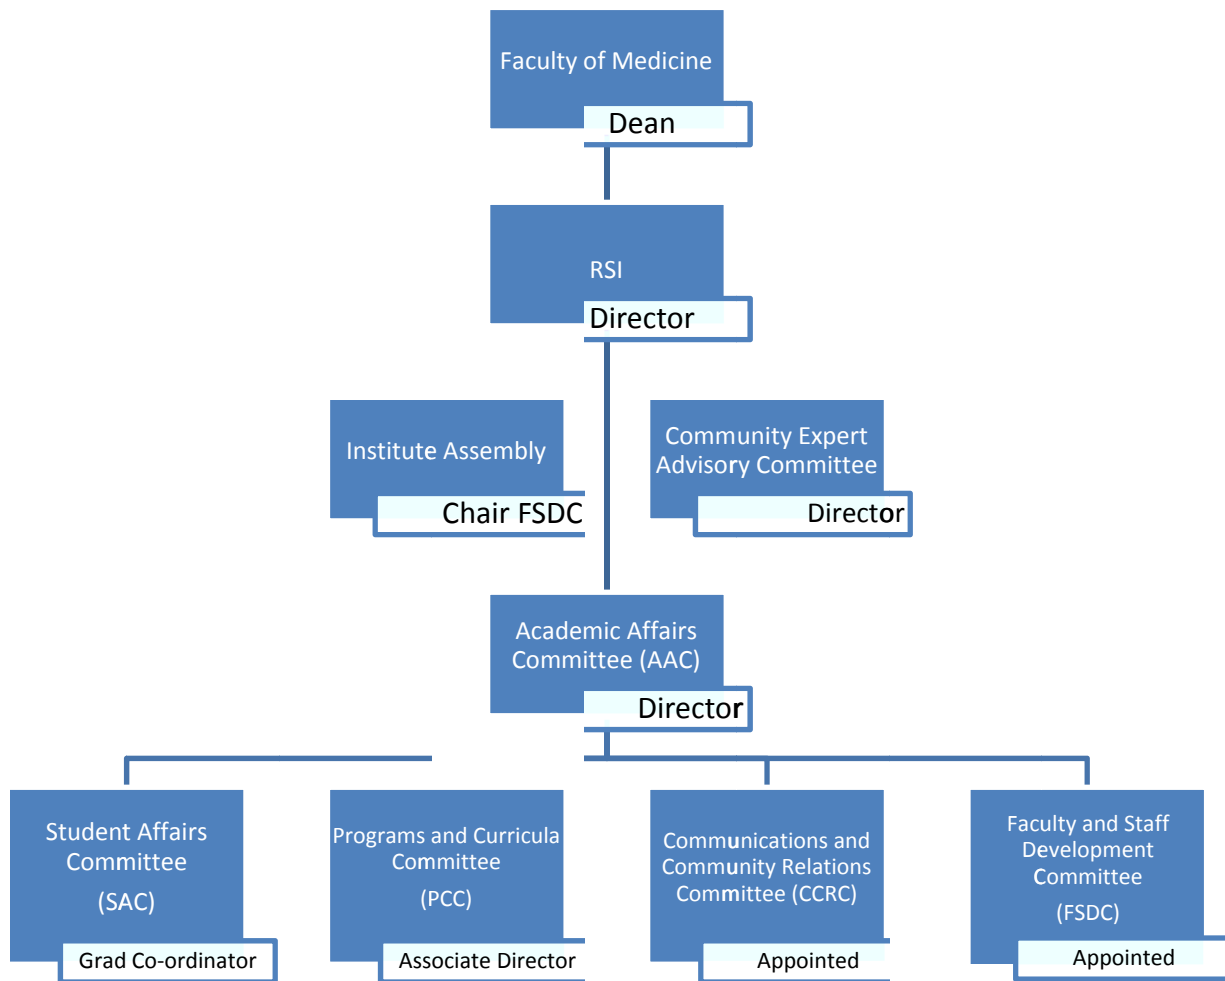 Faculty of Medicine
Dean
RSI
Director
Institute Assembly
Chair FSDC
Community Expert
Advisory Committee
Director
Academic Affairs
Committee (AAC)
Director
Student Affairs
Committee
(SAC)
Grad Co-ordinator
Programs and Curricula
Committee
(PCC)
Associate Director
Communications and
Community Relations
Committee (CCRC)
Appointed
Faculty and Staff
Development
Committee
(FSDC)
Appointed